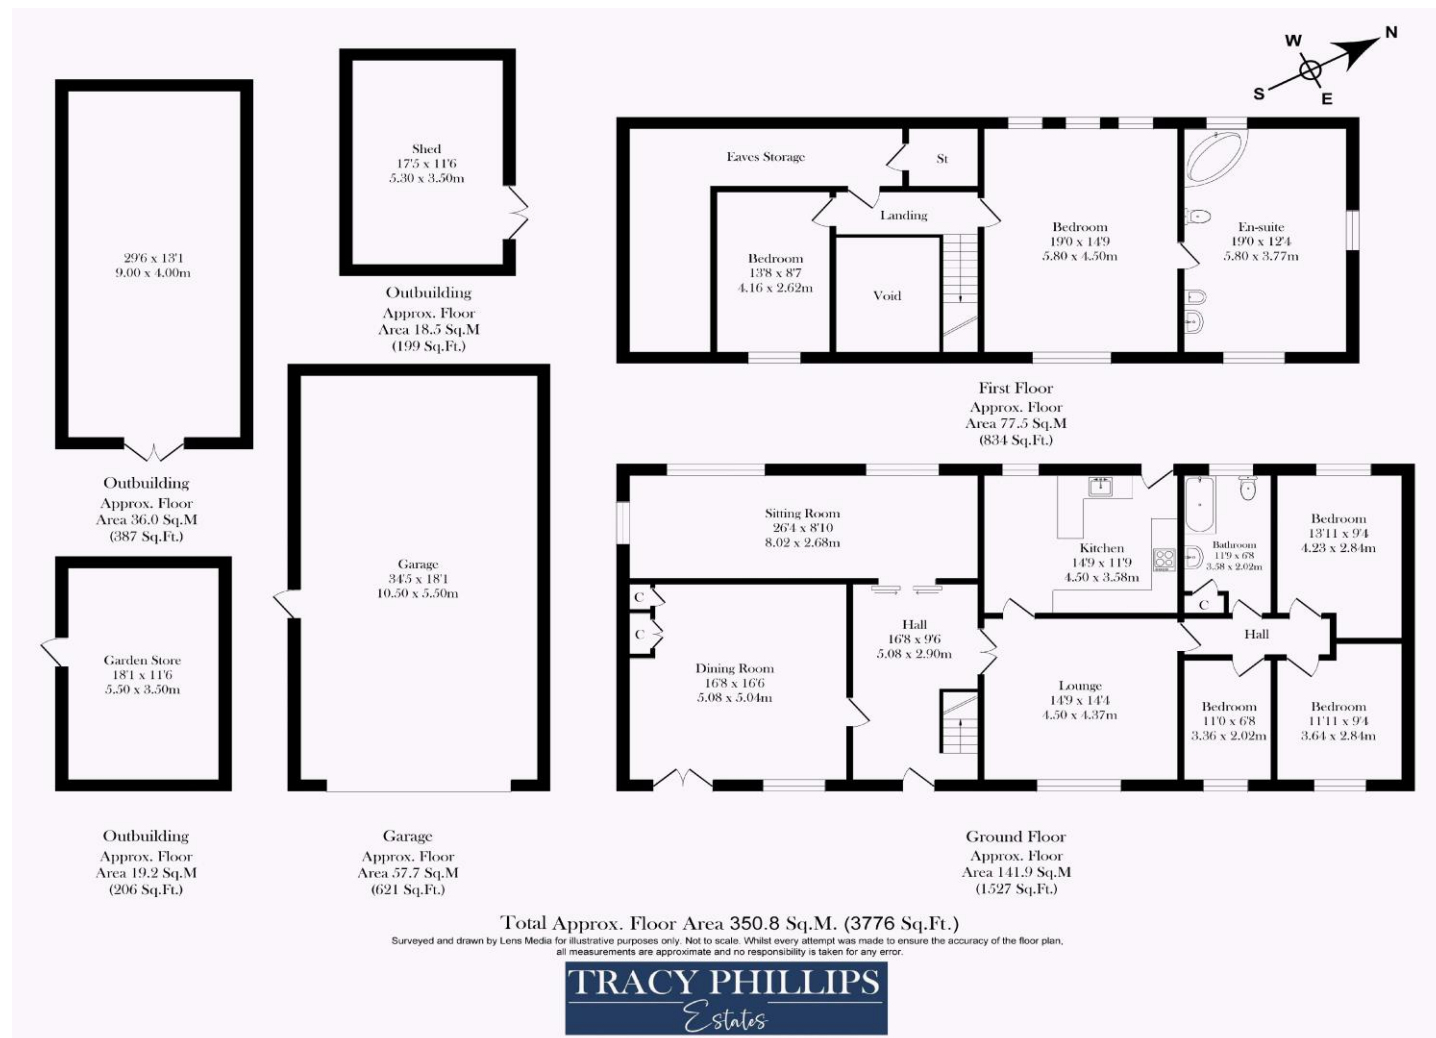 W
N
S
E
Shed
17'5 x 11'6
5.30 x 3.50m
Outbuilding
Approx. Floor
Area 18.5 Sq.M
(199 Sq.Ft.)
29'6 x 13'1
9.00 x 4.00m
Outbuilding
Approx. Floor
Area 36.0 Sq.M
(387 Sq.Ft.)
Eaves Storage
St
Landing
Bedroom
13'8 x 8'7
4.16 x 2.62m
Void
Bedroom
19'0 x 14'9
5.80 x 4.50m
En-suite
19'0 x 12'4
5.80 x 3.77m
First Floor
Approx. Floor
Area 77.5 Sq.M
(834 Sq.Ft.)
Garage
34'5 x 18'1
10.50 x 5.50m
Garden Store
18'1 x 11'6
5.50 x 3.50m
Outbuilding
Approx. Floor
Area 19.2 Sq.M
(206 Sq.Ft.)
Garage
Approx. Floor
Area 57.7 Sq.M
(621 Sq.Ft.)
Sitting Room
26'4 x 8'10
8.02 x 2.68m
Kitchen
14'9 x 11'9
4.50 x 3.58m
Bathroom
11'9 x 6'8
3.58 x 2.02m
C
Bedroom
13'11 x 9'4
4.23 x 2.84m
C
C
Hall
16'8 x 9'6
5.08 x 2.90m
Hall
Dining Room
16'8 x 16'6
5.08 x 5.04m
Lounge
14'9 x 14'4
4.50 x 4.37m
Bedroom
11'0 x 6'8
3.36 x 2.02m
Bedroom
11'11 x 9'4
3.64 x 2.84m
Ground Floor
Approx. Floor
Area 141.9 Sq.M
(1527 Sq.Ft.)
Total Approx. Floor Area 350.8 Sq.M. (3776 Sq.Ft.)
Surveyed and drawn by Lens Media for illustrative purposes only. Not to scale. Whilst every attempt was made to ensure the accuracy of the floor plan,
all measurements are approximate and no responsibility is taken for any error.
TRACY PHILLIPS
Estates